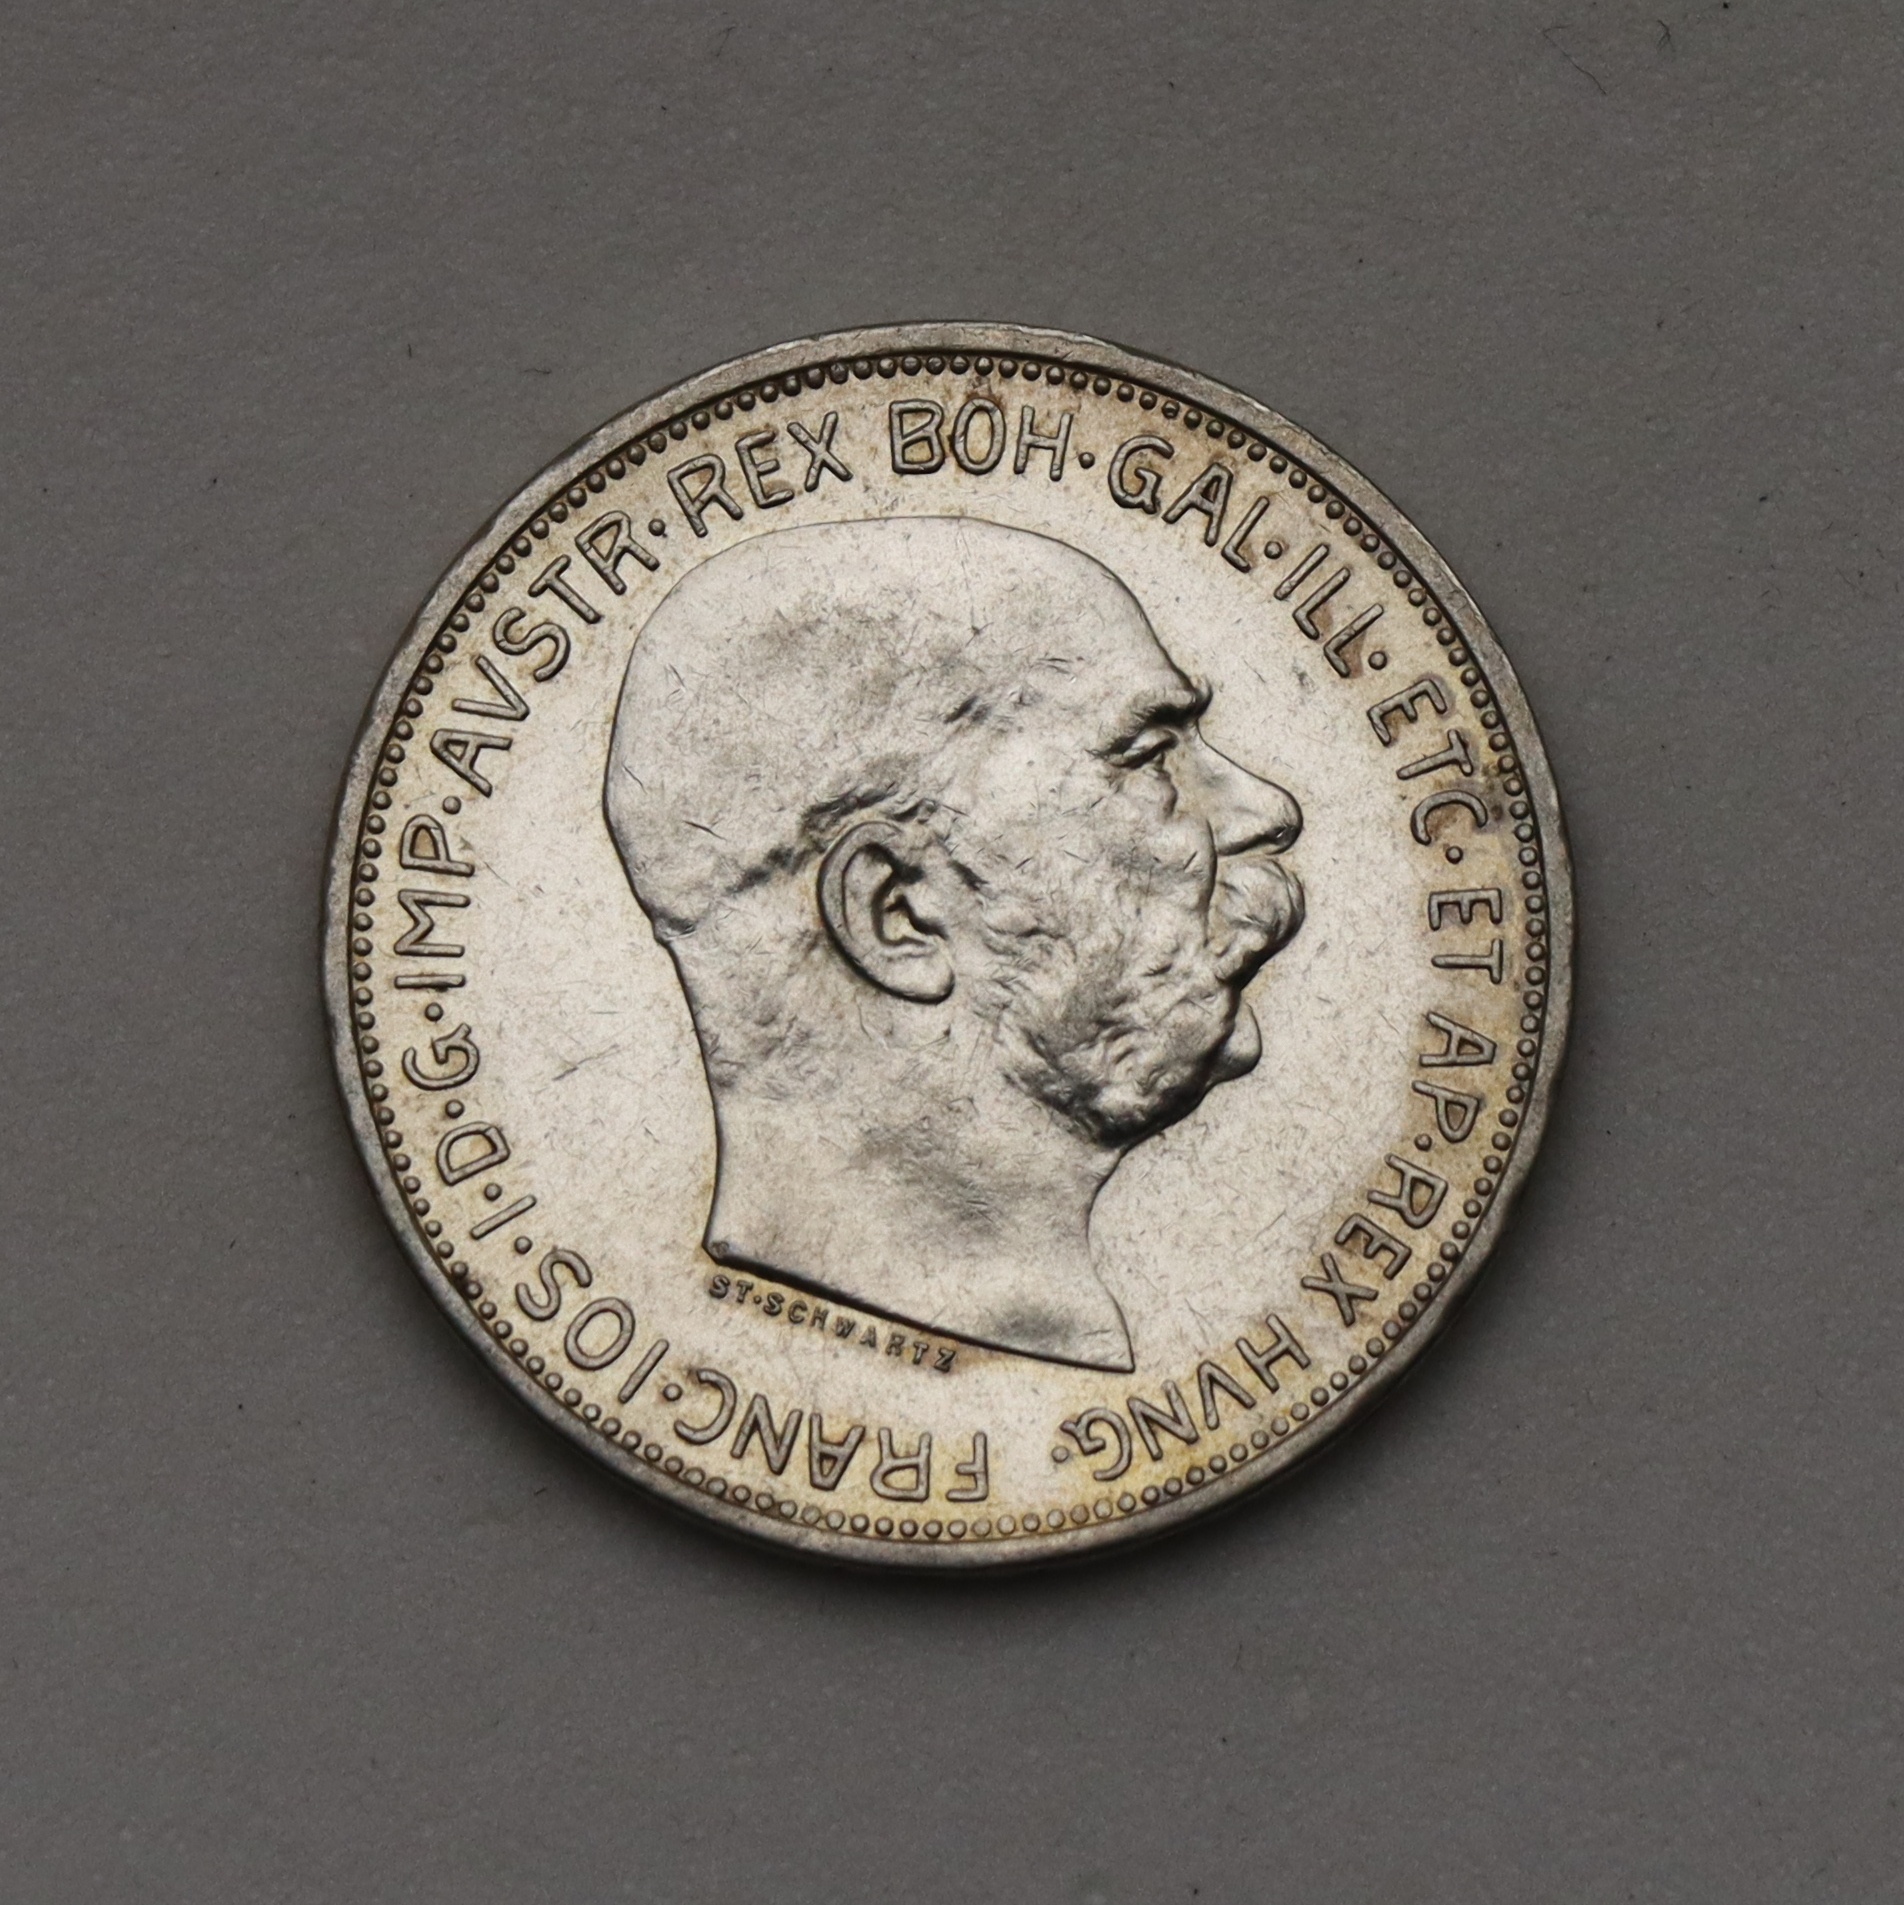 FRANC·IOS·I·D·G·IMP·AVSTR·REX BOH·GAL·ILL·ETC·ET AP·REX HVNG·
ST·SCHWARTZ